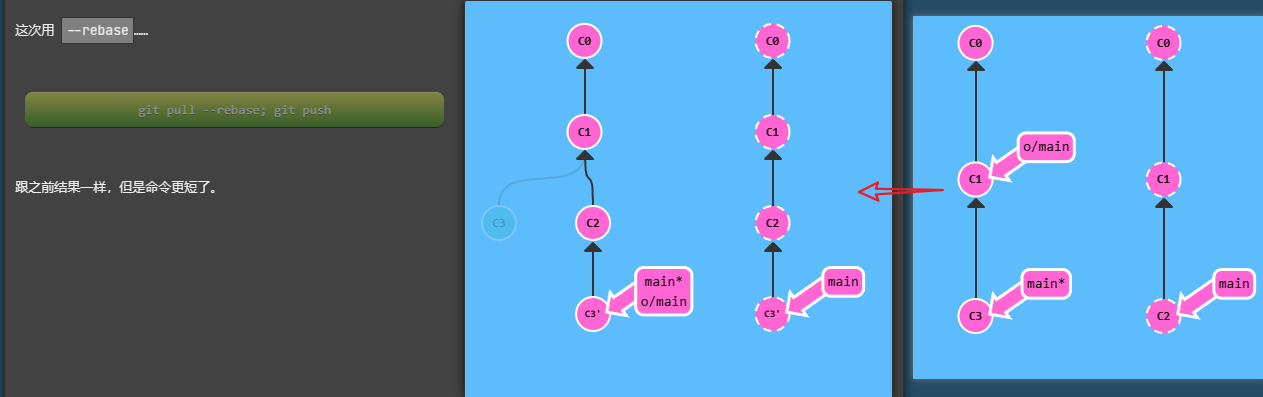 这次用 --rebase……
git pull --rebase; git push
跟之前结果一样，但是命令更短了。
C0
C1
C3
C2
C3'
main*
o/main
C0
C1
C2
C3'
main
C0
o/main
C1
main*
C3
C0
C1
main
C2